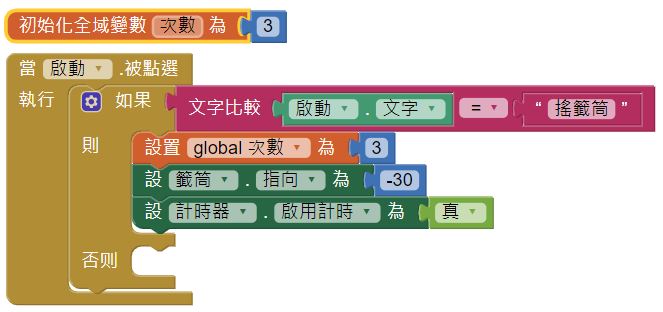 初始化全域變數 次數 為 3
當 啟動 .被點選
執行 如果 文字比較 啟動 . 文字 = “ 搖籤筒 ”
則 設置 global 次數 為 3
設 籤筒 . 指向 為 -30
設 計時器 . 啟用計時 為 真
否則